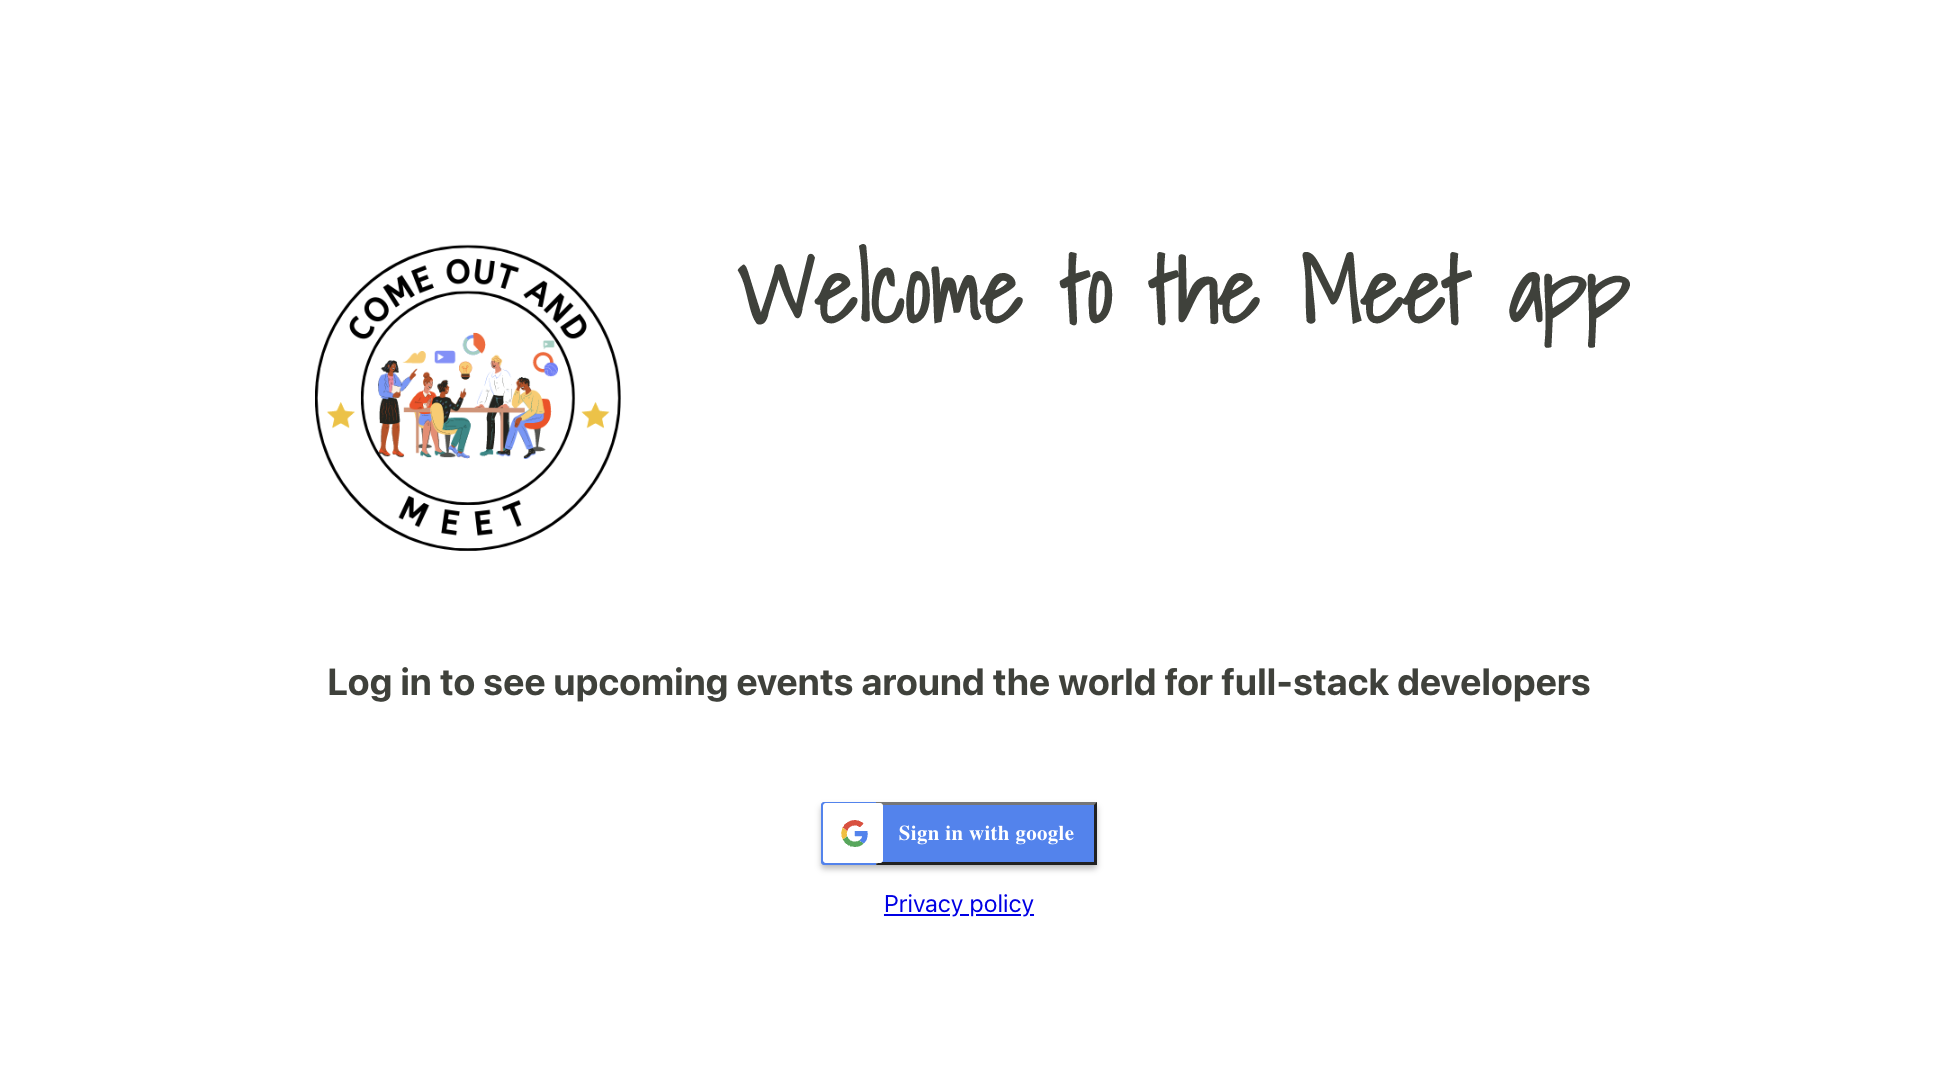 COME OUT AND
MEET
Welcome to the Meet app
Log in to see upcoming events around the world for full-stack developers
Sign in with google
Privacy policy